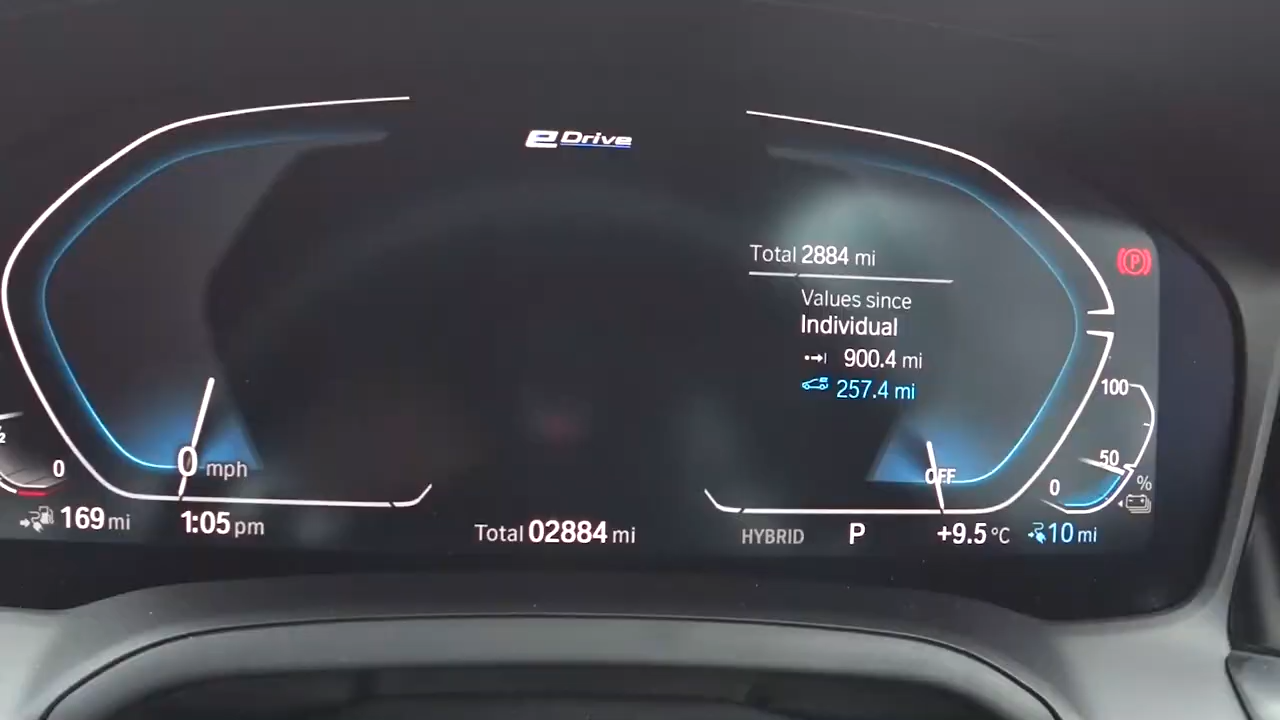 eDrive
Total 2884 mi
Values since
Individual
900.4 mi
257.4 mi
100
50
0
%
0
0 mph
OFF
169 mi
1:05 pm
Total 02884 mi
HYBRID
P
+9.5 °C
10 mi
P